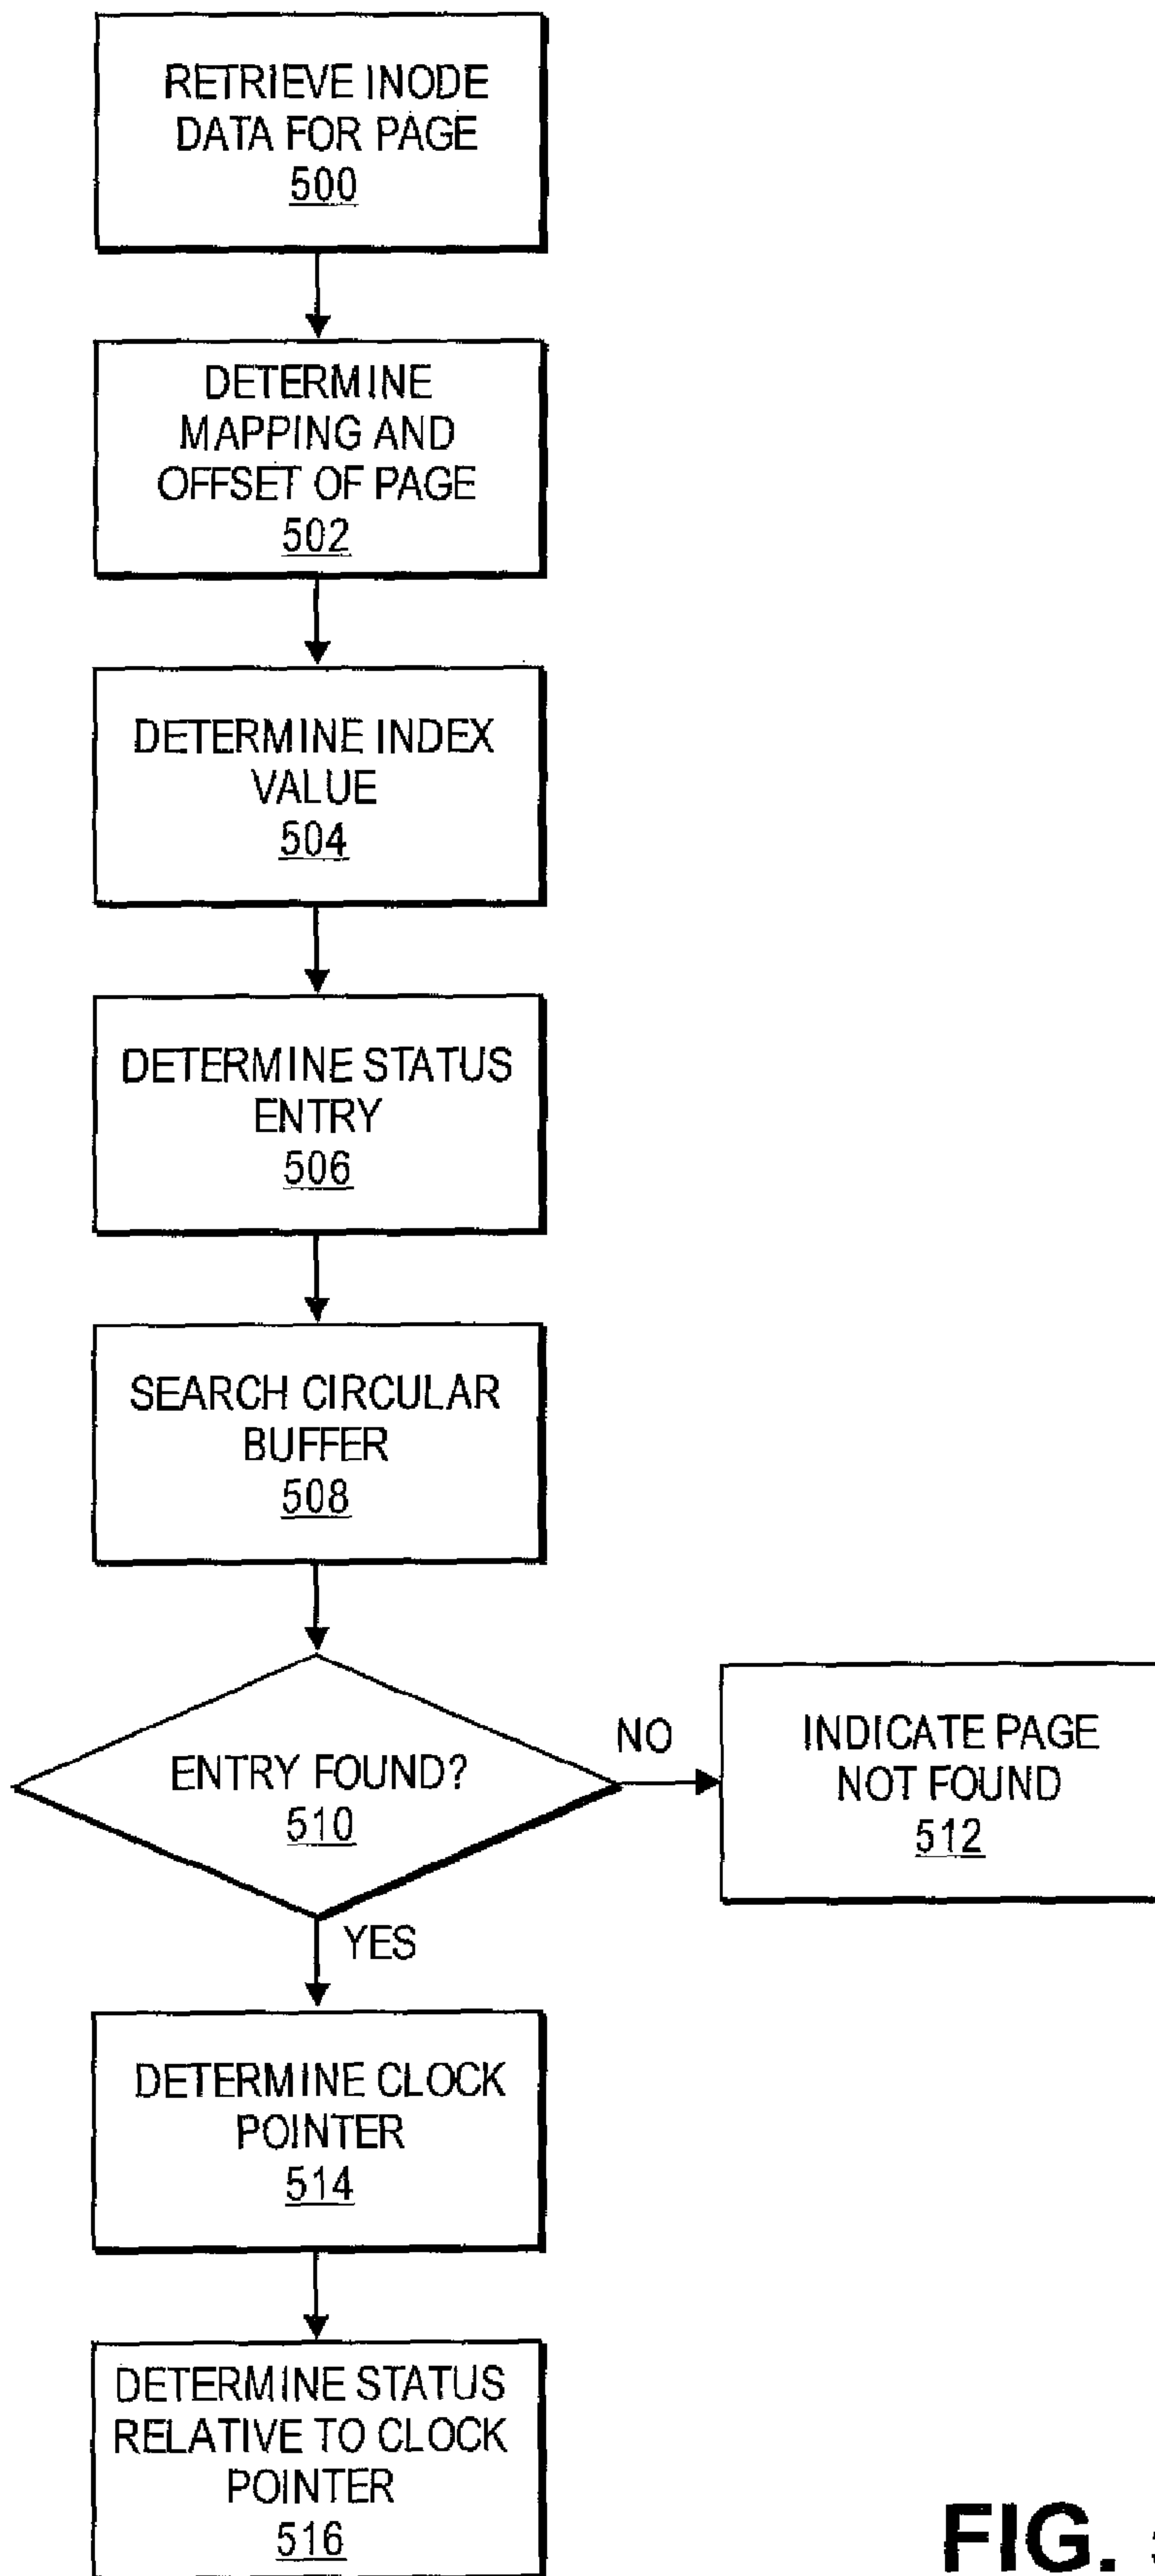 RETRIEVE INODE
DATA FOR PAGE
500
DETERMINE
MAPPING AND
OFFSET OF PAGE
502
DETERMINE INDEX
VALUE
504
DETERMINE STATUS
ENTRY
506
SEARCH CIRCULAR
BUFFER
508
ENTRY FOUND?
510
NO
INDICATE PAGE
NOT FOUND
512
YES
DETERMINE CLOCK
POINTER
514
DETERMINE STATUS
RELATIVE TO CLOCK
POINTER
516
FIG.